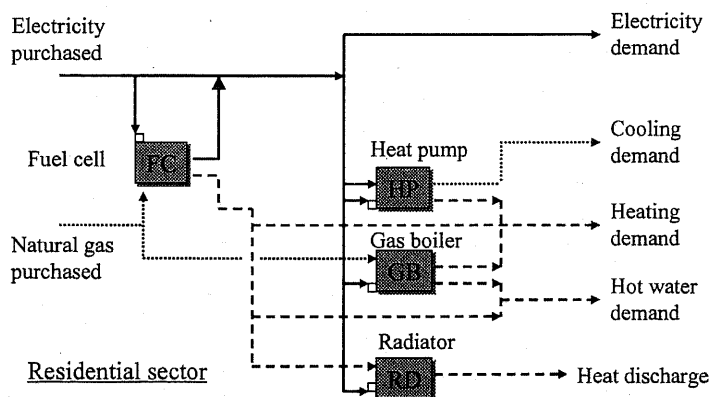 Electricity
purchased
Electricity
demand
Fuel cell
FC
Heat pump
HP
Cooling
demand
Heating
demand
Natural gas
purchased
Gas boiler
GB
Hot water
demand
Radiator
RD
Heat discharge
Residential sector